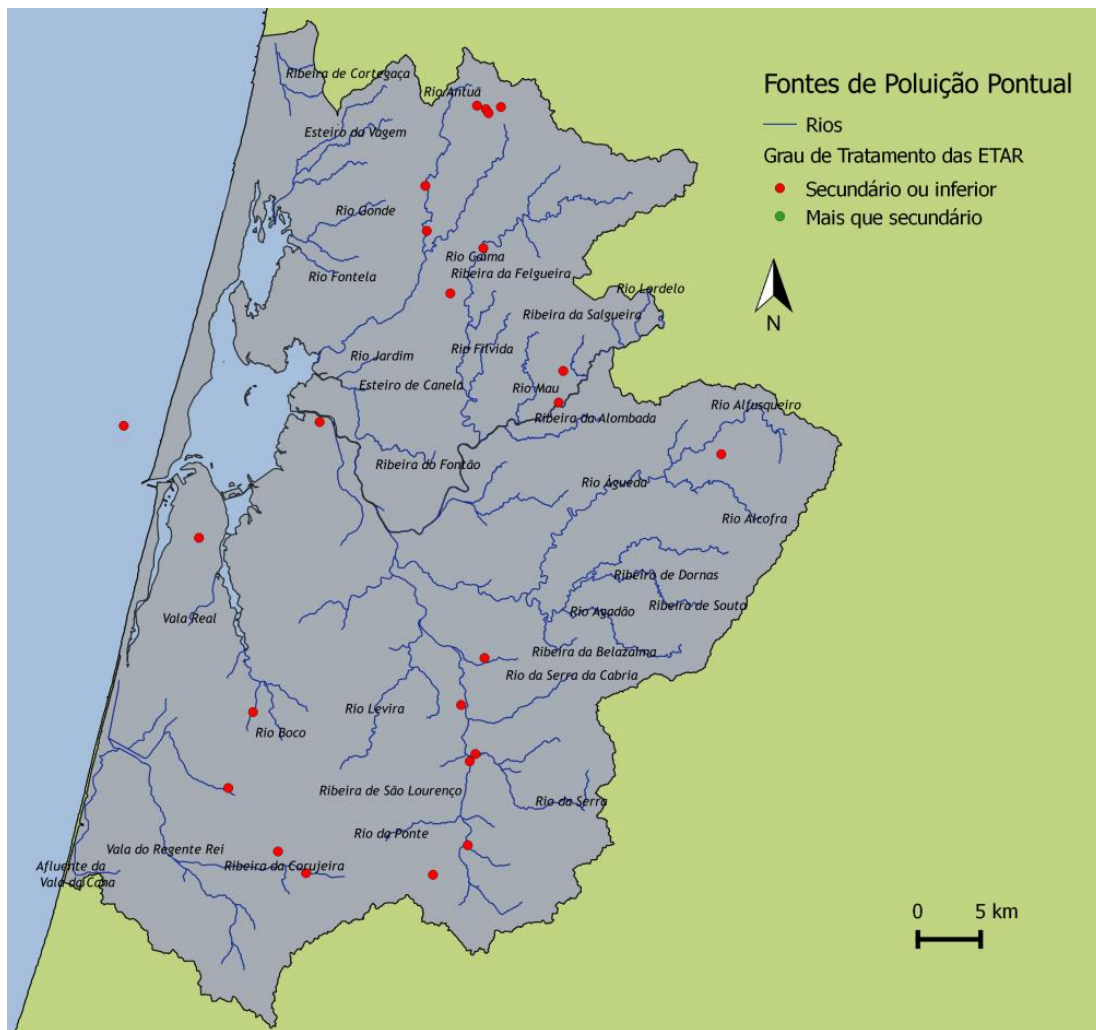 Fontes de Poluição Pontual
Rios
Grau de Tratamento das ETAR
Secundário ou inferior
Mais que secundário
N
Ribeira de Cortegaça
Rio Antuã
Esteiro da Vagem
Rio Gonde
Rio Caima
Rio Fontela
Ribeira da Felgueira
Rio Lordelo
Ribeira da Salgueira
Rio Jardim
Rio Filvida
Esteiro de Canela
Rio Mau
Ribeira da Alombada
Rio Alfusqueiro
Ribeira do Fontão
Rio Águeda
Rio Alcofra
Ribeiro de Dornas
Ribeira de Souto
Rio Agadão
Vala Real
Ribeira da Belazaima
Rio da Serra da Cabria
Rio Levira
Rio Boco
Ribeira de São Lourenço
Rio da Serra
Rio da Ponte
Vala do Regente Rei
Ribeira da Corujeira
Afluente da
Vala da Cana
0 5 km